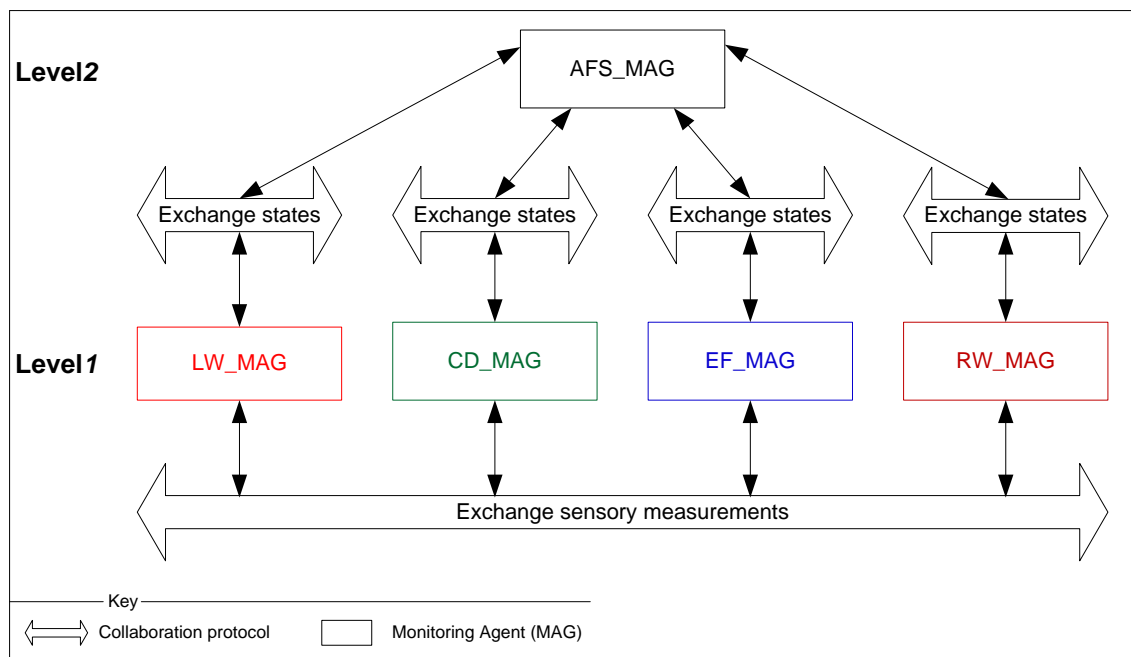 Level2
AFS_MAG
Exchange states
Exchange states
Exchange states
Exchange states
Level1
LW_MAG
CD_MAG
EF_MAG
RW_MAG
Exchange sensory measurements
Key
Collaboration protocol
Monitoring Agent (MAG)